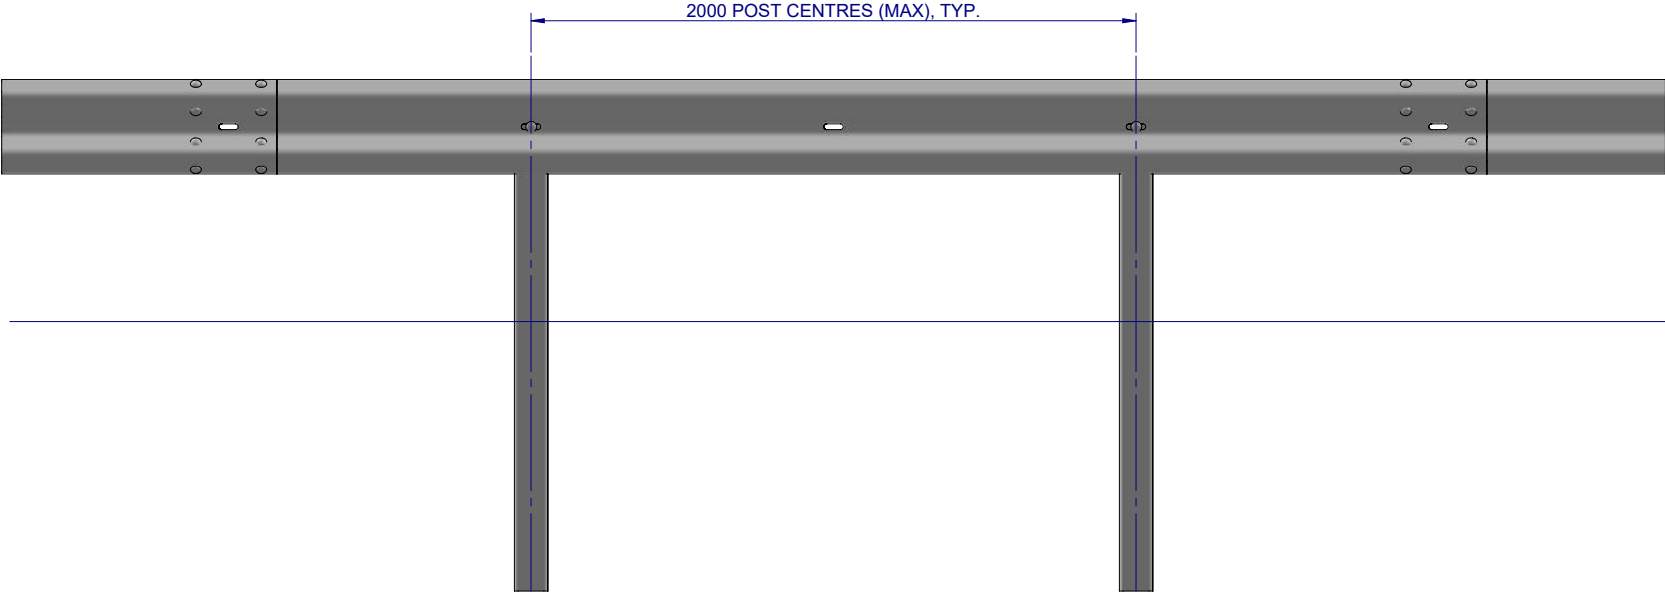 2000 POST CENTRES (MAX), TYP.